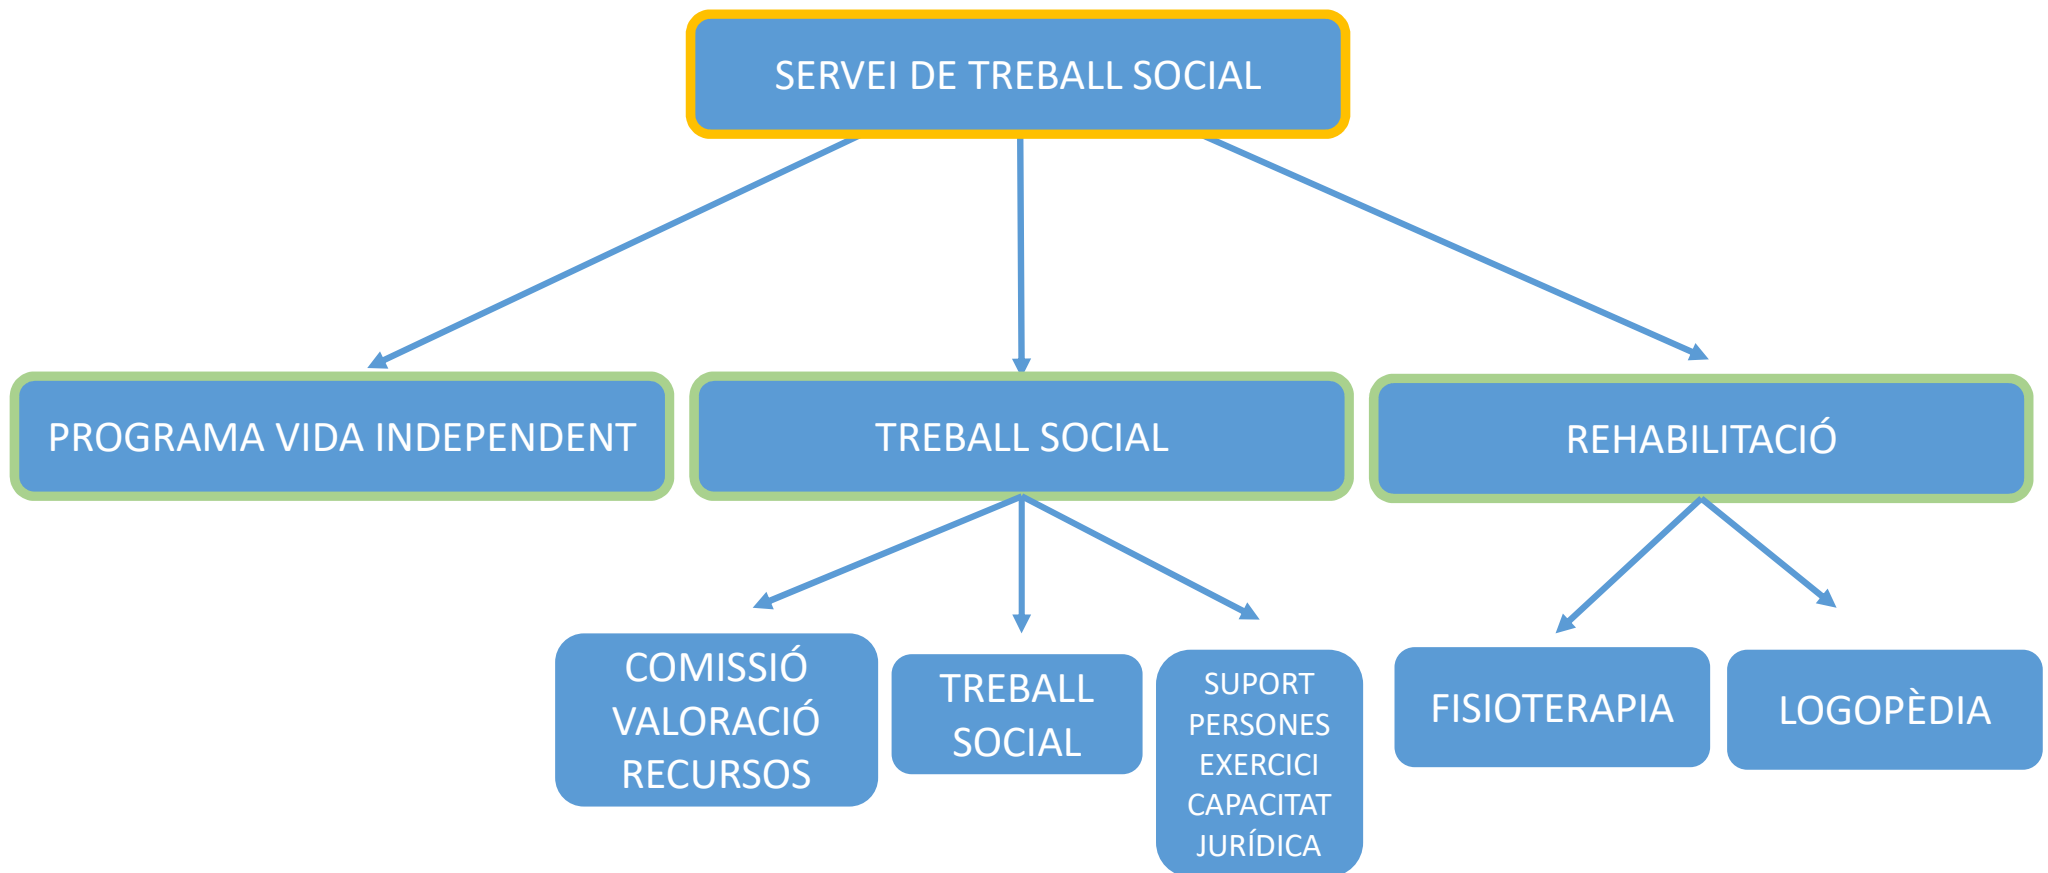 SERVEI DE TREBALL SOCIAL
PROGRAMA VIDA INDEPENDENT
TREBALL SOCIAL
REHABILITACIÓ
COMISSIÓ
VALORACIÓ
RECURSOS
TREBALL
SOCIAL
SUPORT
PERSONES
EXERCICI
CAPACITAT
JURÍDICA
FISIOTERAPIA
LOGOPÈDIA